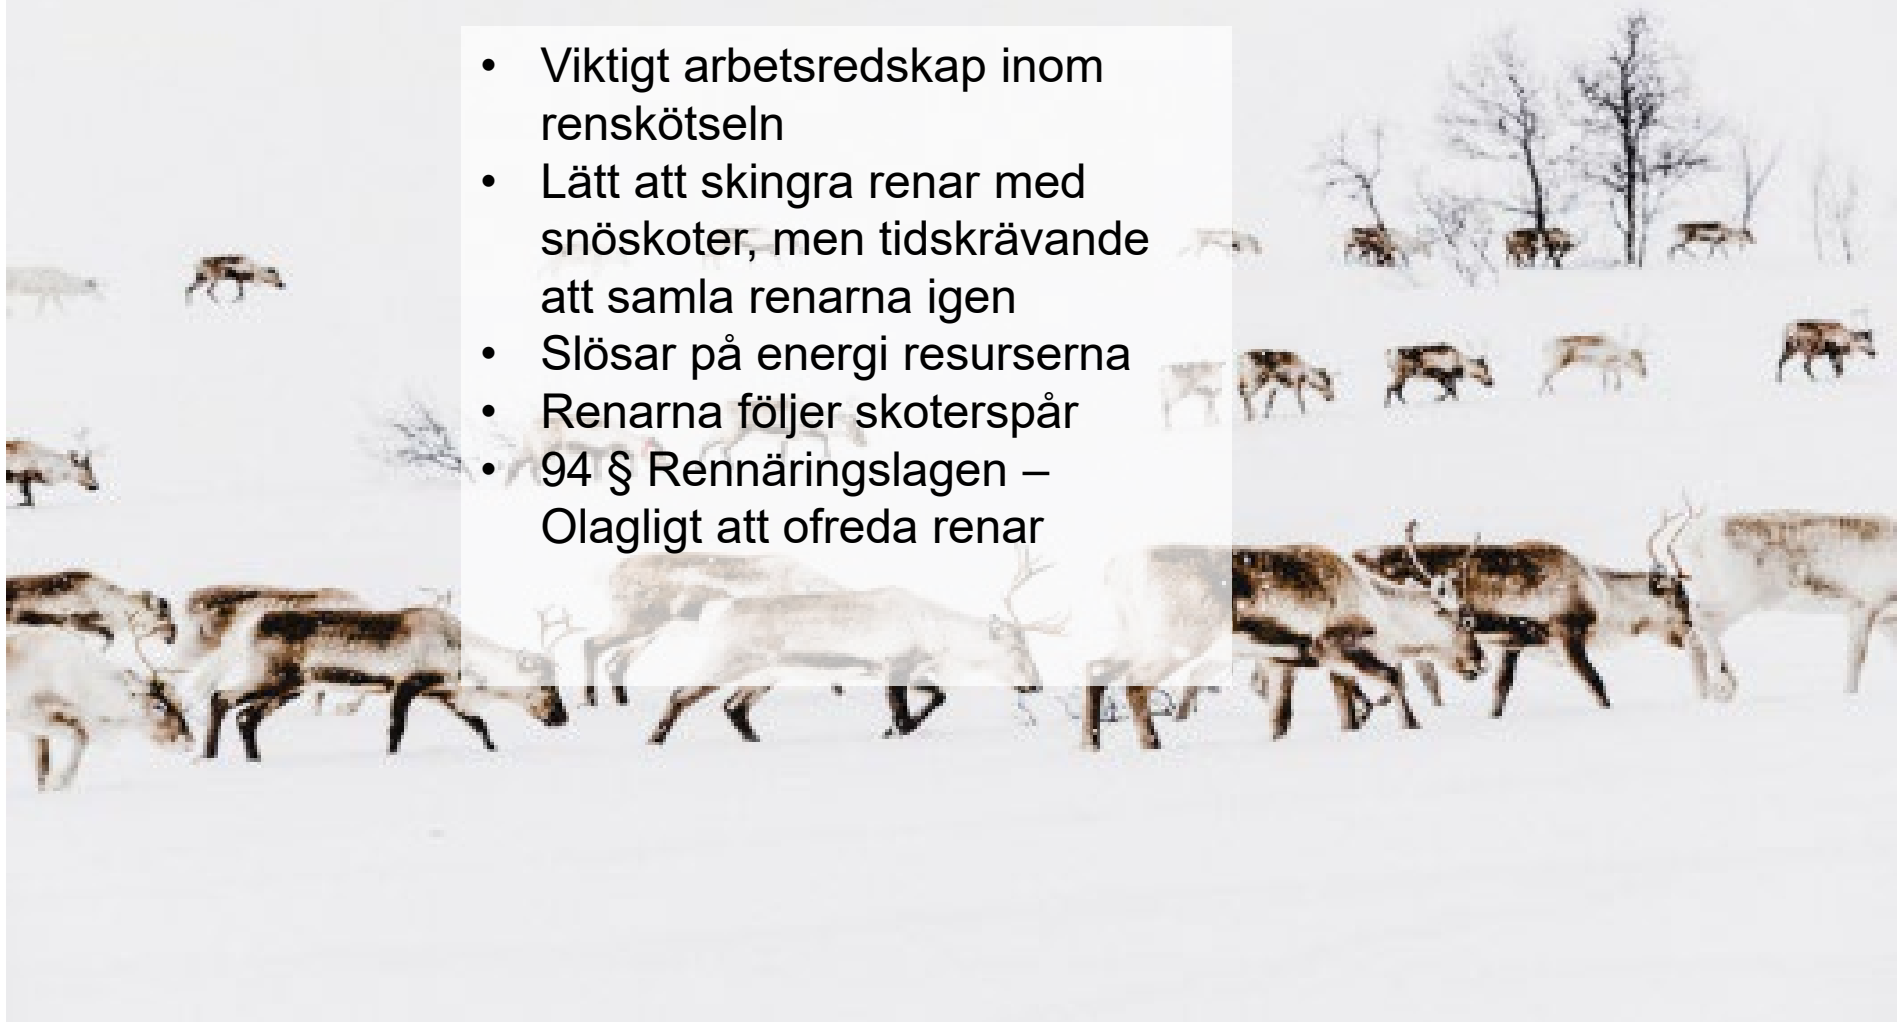 • Viktigt arbetsredskap inom
renskötseln
• Lätt att skingra renar med
snöskoter, men tidskrävande
att samla renarna igen
• Slösar på energi resurserna
• Renarna följer skoterspår
• 94 § Rennäringslagen –
Olagligt att ofreda renar